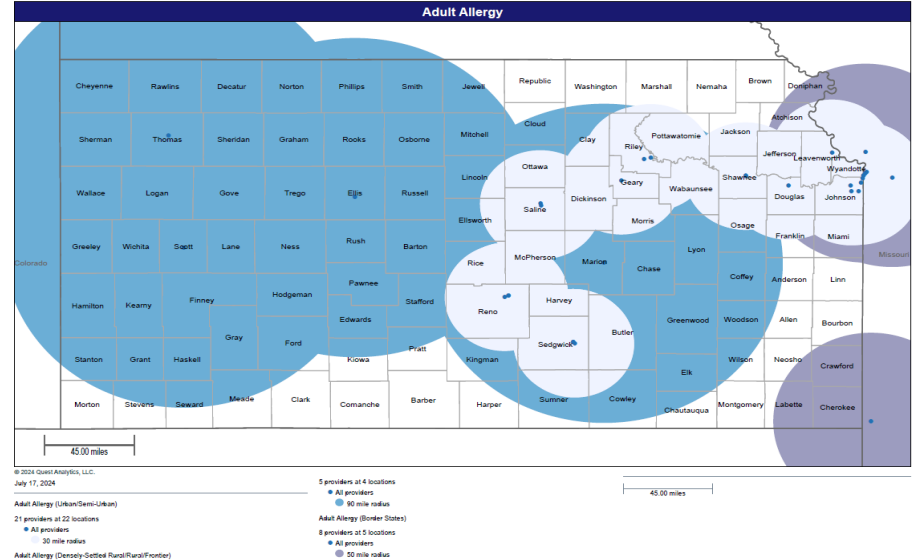 Adult Allergy
Cheyenne Rawlins Decatur Norton Phillips Smith Jewell Republic Washington Marshall Nemaha Brown Doniphan
Atchison
Sherman Thomas Sheridan Graham Rooks Osborne Mitchell Cloud Clay Riley Pottawatomie Jackson
Jefferson Leavenworth
Wyandotte
Ottawa
Wallace Logan Gove Trego Ellis Russell Lincoln Saline Dickinson Geary Wabaunsee Shawnee Douglas Johnson
Ellsworth Morris Osage Franklin Miami
Greeley Wichita Scott Lane Ness Rush Barton Rice McPherson Marion Chase Lyon
Colorado Missouri
Coffey Anderson Linn
Hamilton Kearny Finney Hodgeman Pawnee Stafford Reno Harvey
Edwards
Gray Ford Sedgwick Butler Greenwood Woodson Allen Bourbon
Stanton Grant Haskell Kiowa Pratt Kingman Elk Wilson Neosho Crawford
Morton Stevens Seward Meade Clark Comanche Barber Harper Sumner Cowley Chautauqua Montgomery Labette Cherokee
45.00 miles
© 2024 Quest Analytics, LLC.
July 17, 2024
Adult Allergy (Urban/Semi-Urban)
21 providers at 22 locations
All providers
30 mile radius
Adult Allergy (Densely-Settled Rural/Rural/Frontier)
5 providers at 4 locations
All providers
90 mile radius
Adult Allergy (Border States)
8 providers at 5 locations
All providers
50 mile radius
45.00 miles